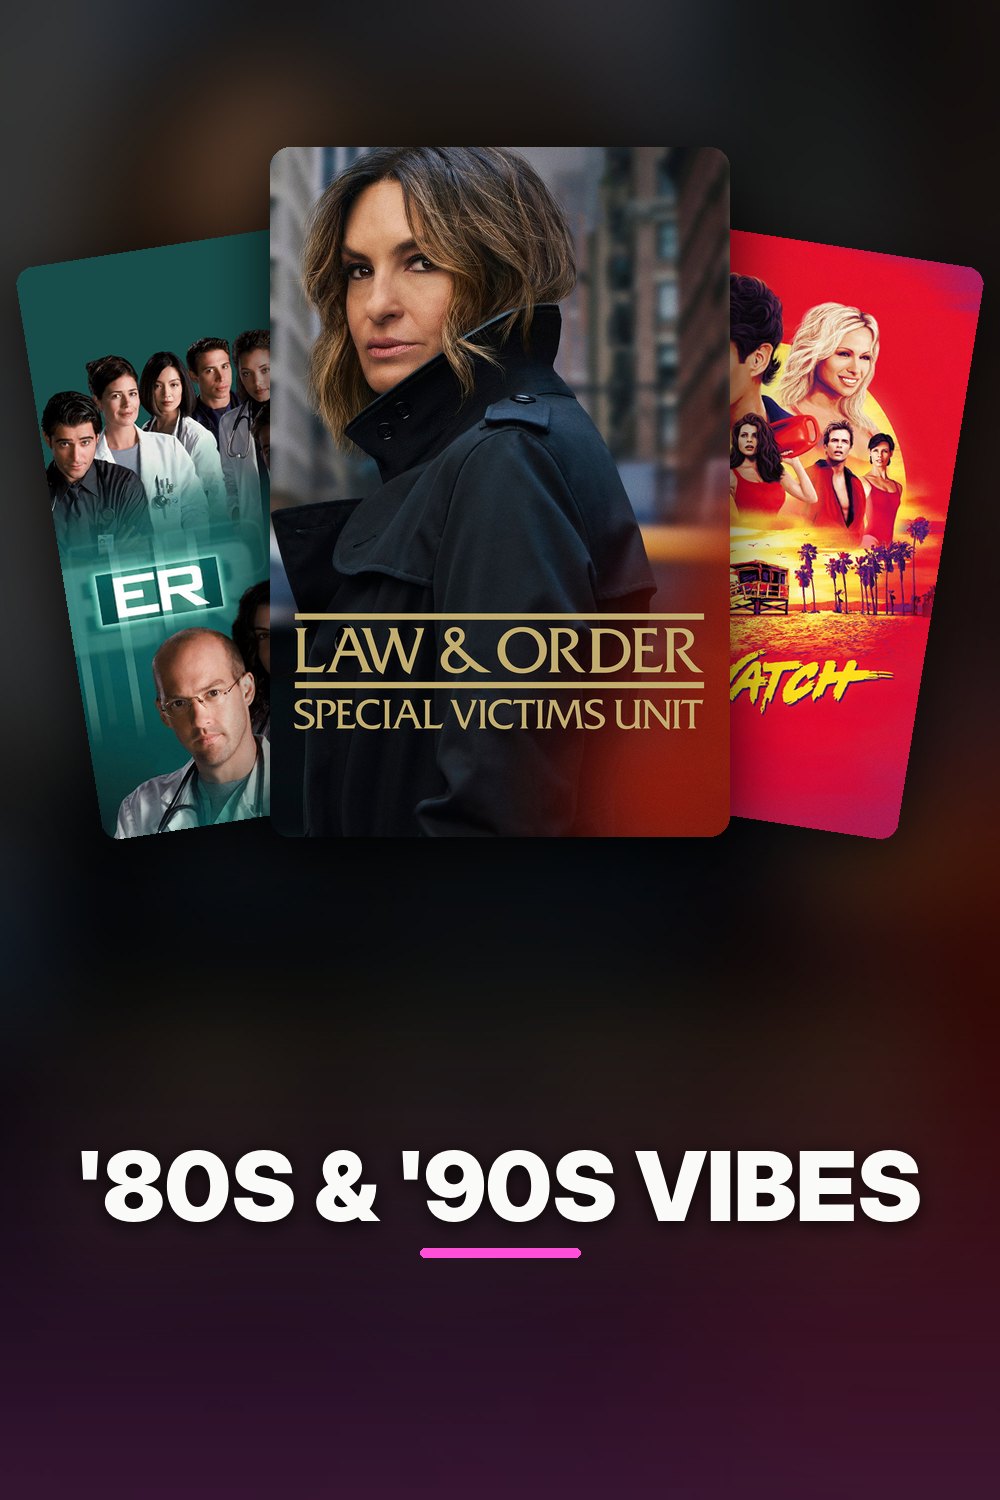 ER
LAW & ORDER
SPECIAL VICTIMS UNIT
ATCH
'80S & '90S VIBES